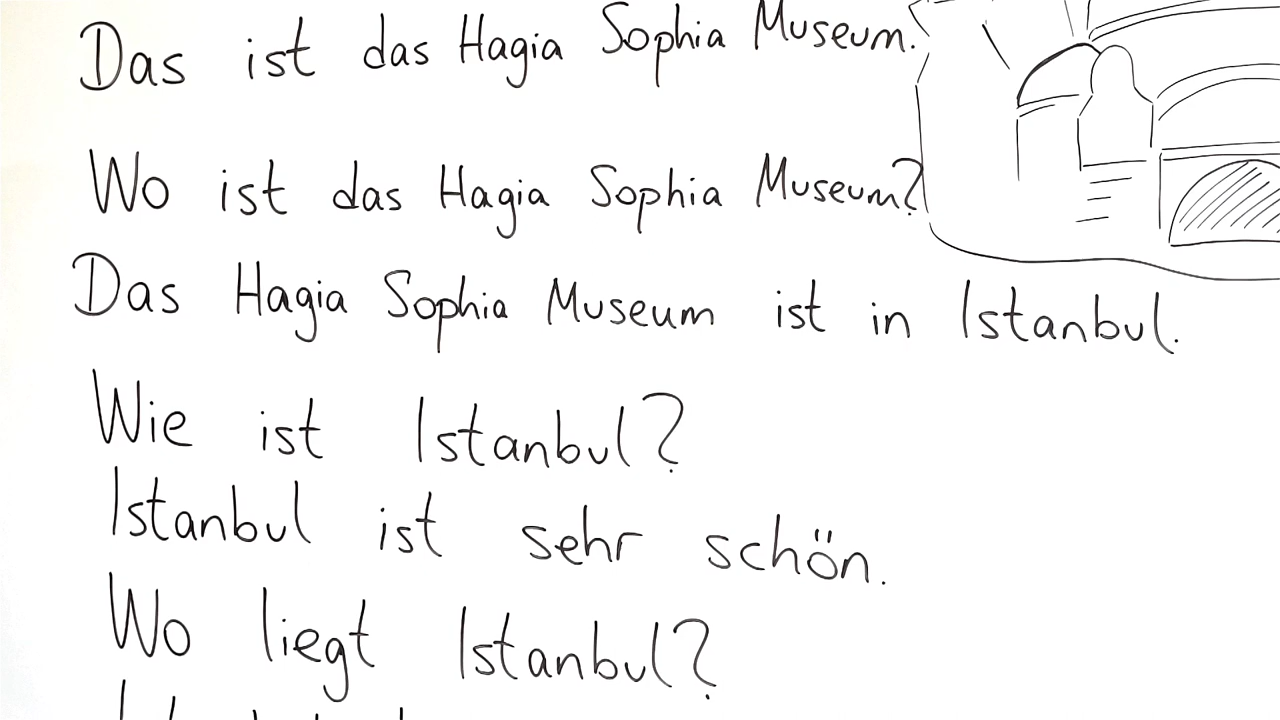 Das ist das Hagia Sophia Museum.
Wo ist das Hagia Sophia Museum?
Das Hagia Sophia Museum ist in Istanbul.
Wie ist Istanbul?
Istanbul ist sehr schön.
Wo liegt Istanbul?